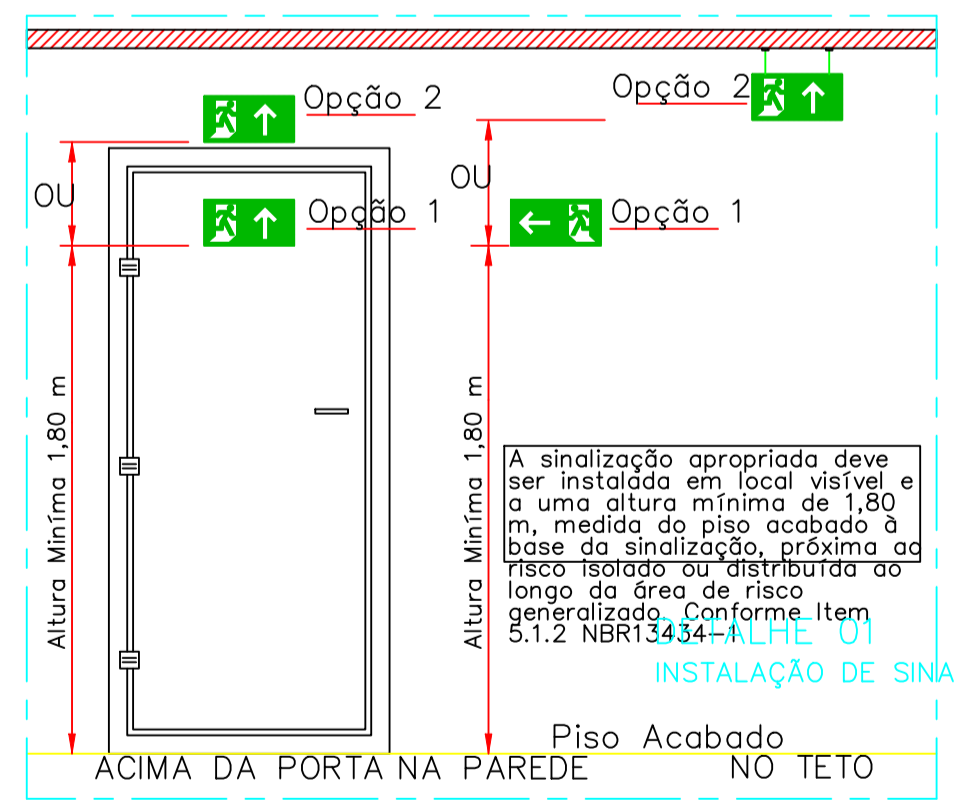 Opção 2
Opção 2
OU
OU
Opção 1
Opção 1
Altura Miníma 1,80 m
Altura Miníma 1,80 m
A sinalização apropriada deve
ser instalada em local visível e
a uma altura mínima de 1,80
m, medida do piso acabado à
base da sinalização, próxima ao
risco isolado ou distribuída ao
longo da área de risco
generalizado. Conforme Item
5.1.2 NBR13434-1
DETALHE 01
INSTALAÇÃO DE SINA
Piso Acabado
ACIMA DA PORTA
NA PAREDE
NO TETO